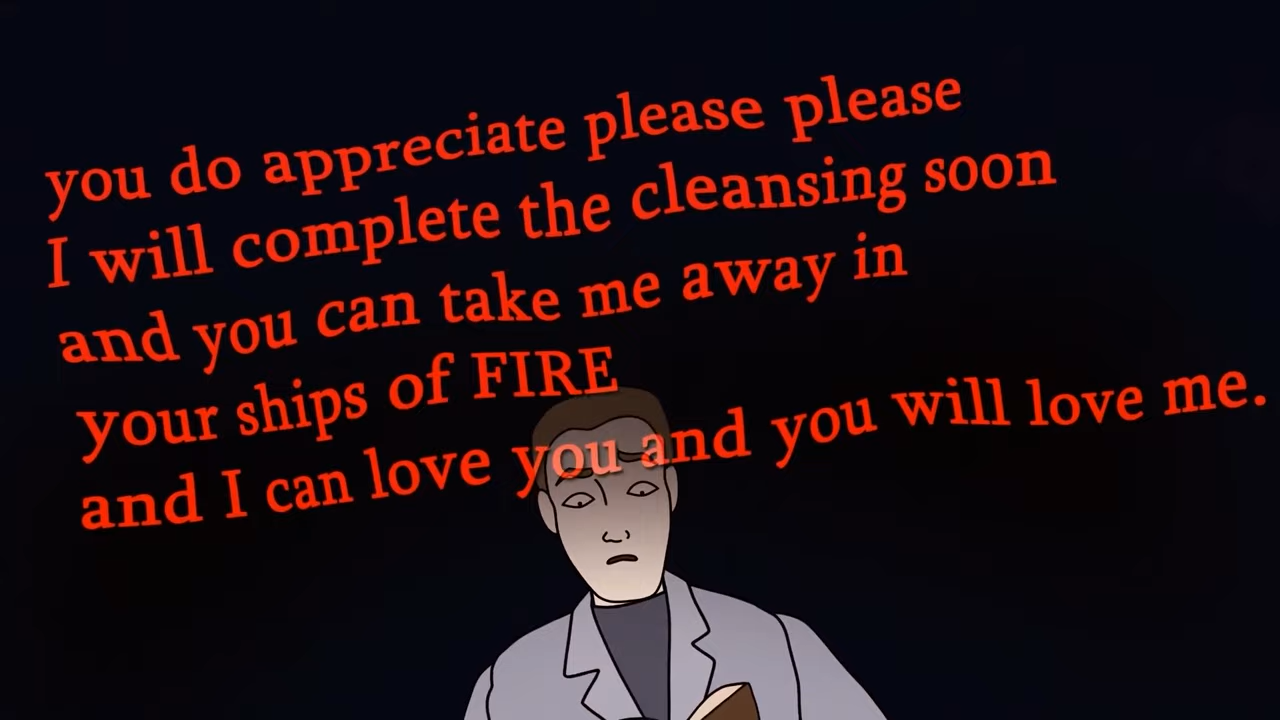 you do appreciate please please
I will complete the cleansing soon
and you can take me away in
your ships of FIRE
and I can love you and you will love me.